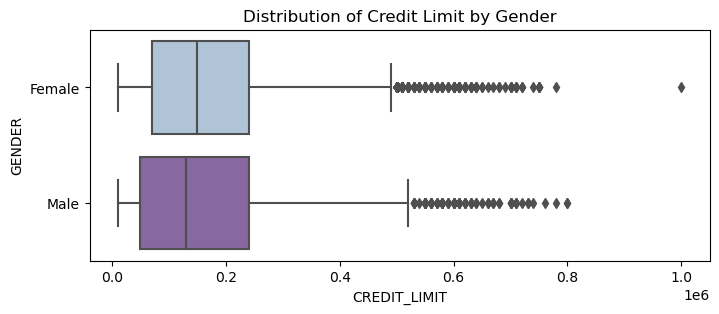 Distribution of Credit Limit by Gender
GENDER
Female
Male
0.0 0.2 0.4 0.6 0.8 1.0
1e6
CREDIT_LIMIT